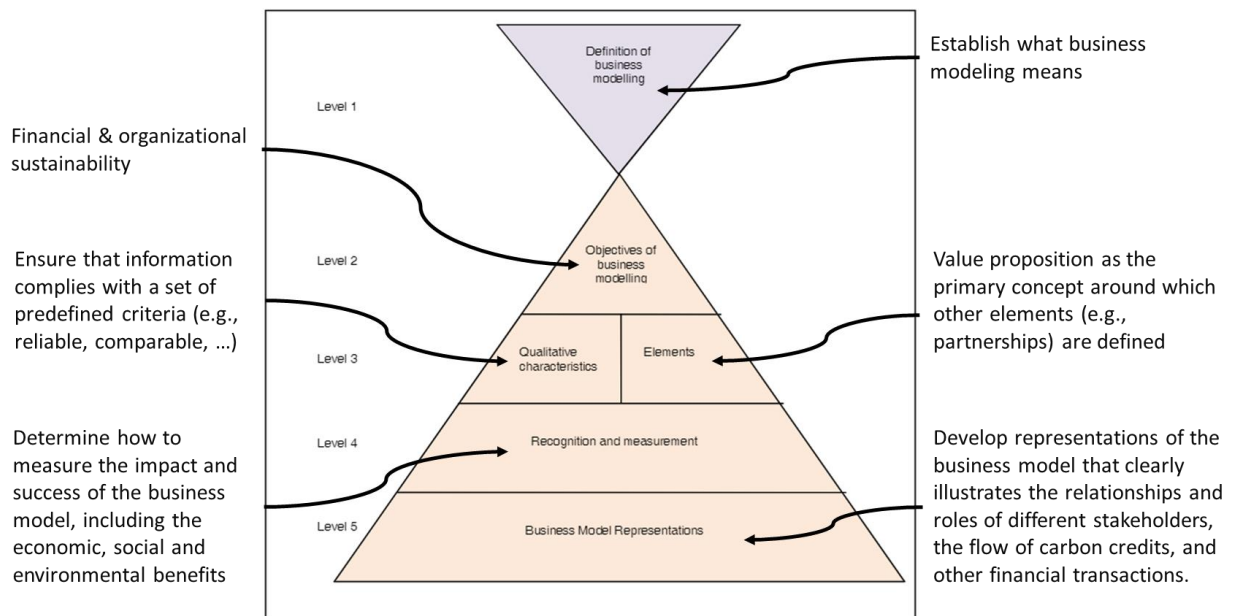 Definition of
business
modelling
Establish what business
modeling means
Level 1
Financial & organizational
sustainability
Level 2
Objectives of
business
modelling
Ensure that information
complies with a set of
predefined criteria (e.g.,
reliable, comparable, ...)
Value proposition as the
primary concept around which
other elements (e.g.,
partnerships) are defined
Level 3
Qualitative
characteristics
Elements
Level 4
Recognition and measurement
Determine how to
measure the impact and
success of the business
model, including the
economic, social and
environmental benefits
Level 5
Business Model Representations
Develop representations of the
business model that clearly
illustrates the relationships and
roles of different stakeholders,
the flow of carbon credits, and
other financial transactions.